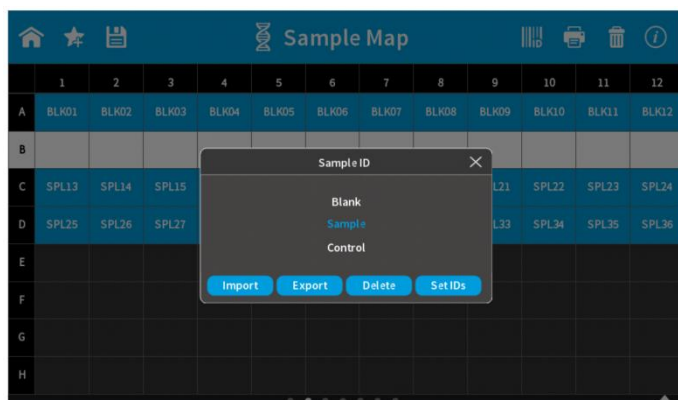 Sample Map
1 2 3 4 5 6 7 8 9 10 11 12
A BLK01 BLK02 BLK03 BLK04 BLK05 BLK06 BLK07 BLK08 BLK09 BLK10 BLK11 BLK12
B
Sample ID
C SPL13 SPL14 SPL15 L21 SPL22 SPL23 SPL24
Blank
Sample
D SPL25 SPL26 SPL27 L33 SPL34 SPL35 SPL36
Control
E
Import Export Delete Set IDs
F
G
H